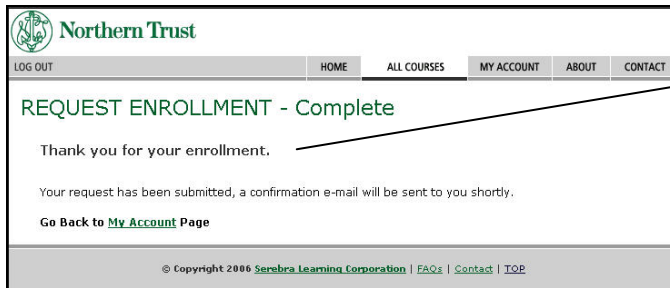 Northern Trust
LOG OUT HOME ALL COURSES MY ACCOUNT ABOUT CONTACT
REQUEST ENROLLMENT - Complete
Thank you for your enrollment.
Your request has been submitted, a confirmation e-mail will be sent to you shortly.
Go Back to My Account Page
© Copyright 2006 Serebra Learning Corporation | FAQs | Contact | TOP